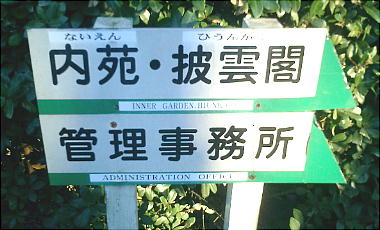 ないえん ひうんかく
内苑・披雲閣
INNER GARDEN
管理事務所
ADMINISTRATION OFFICE